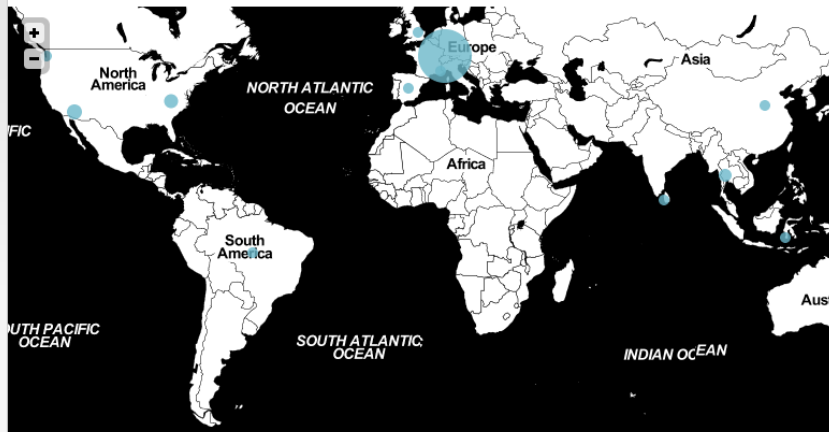 +
−
Europe
Asia
North
America
NORTH ATLANTIC
OCEAN
IFIC
Africa
South
America
OUTH PACIFIC
OCEAN
SOUTH ATLANTIC
OCEAN
INDIAN OCEAN
Aust